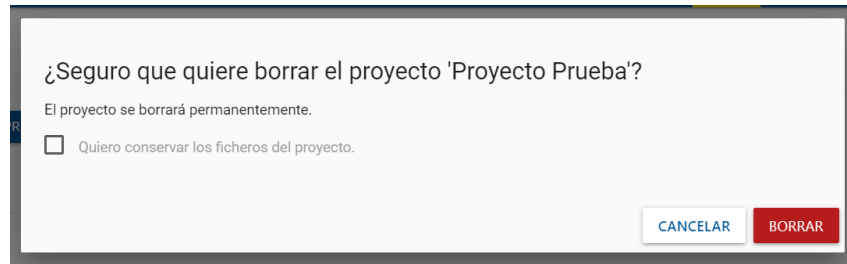 ¿Seguro que quiere borrar el proyecto 'Proyecto Prueba'?
El proyecto se borrará permanentemente.
Quiero conservar los ficheros del proyecto.
CANCELAR BORRAR